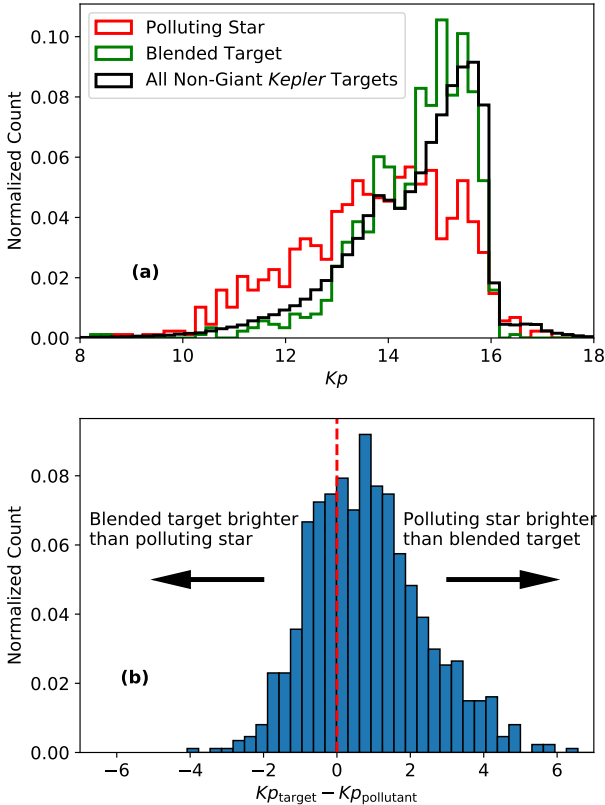 Polluting Star
Blended Target
All Non-Giant Kepler Targets
0.10
0.08
0.06
0.04
0.02
0.00
Normalized Count
(a)
8 10 12 14 16 18
Kp
0.08
0.06
0.04
0.02
0.00
Normalized Count
Blended target brighter
than polluting star
Polluting star brighter
than blended target
(b)
−6 −4 −2 0 2 4 6
Kp_target − Kp_pollutant